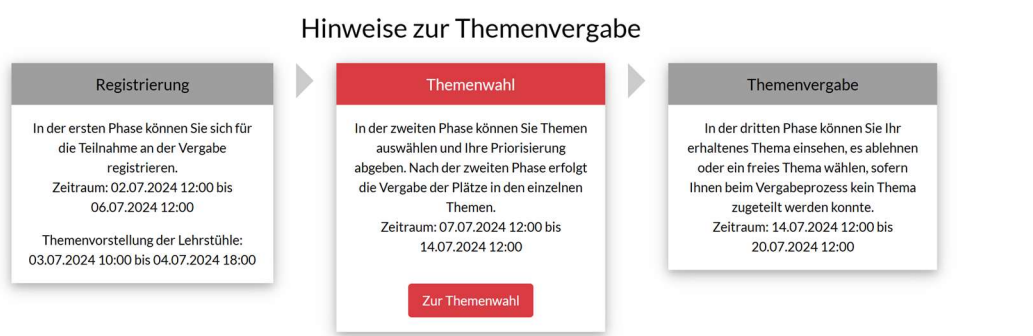 Hinweise zur Themenvergabe
Registrierung
In der ersten Phase können Sie sich für
die Teilnahme an der Vergabe
registrieren.
Zeitraum: 02.07.2024 12:00 bis
06.07.2024 12:00
Themenvorstellung der Lehrstühle:
03.07.2024 10:00 bis 04.07.2024 18:00
Themenwahl
In der zweiten Phase können Sie Themen
auswählen und Ihre Priorisierung
abgeben. Nach der zweiten Phase erfolgt
die Vergabe der Plätze in den einzelnen
Themen.
Zeitraum: 07.07.2024 12:00 bis
14.07.2024 12:00
Zur Themenwahl
Themenvergabe
In der dritten Phase können Sie Ihr
erhaltenes Thema einsehen, es ablehnen
oder ein freies Thema wählen, sofern
Ihnen beim Vergabeprozess kein Thema
zugeteilt werden konnte.
Zeitraum: 14.07.2024 12:00 bis
20.07.2024 12:00